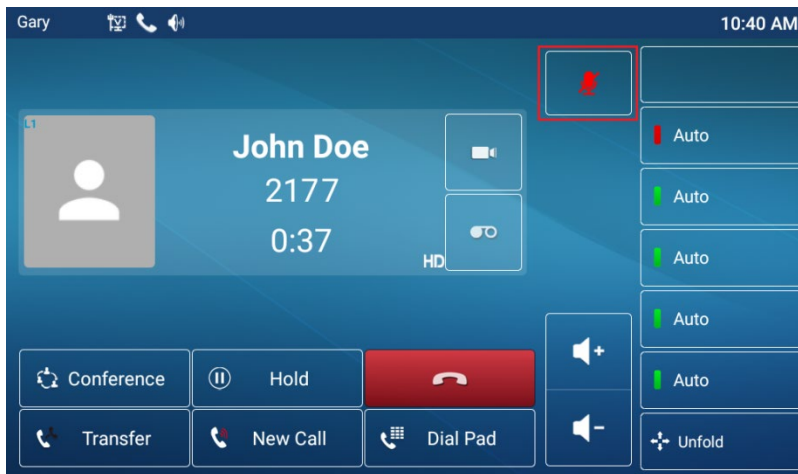 Gary
10:40 AM
L1
John Doe
2177
0:37
HD
Auto
Auto
Auto
Auto
Auto
Conference
Hold
Transfer
New Call
Dial Pad
Unfold